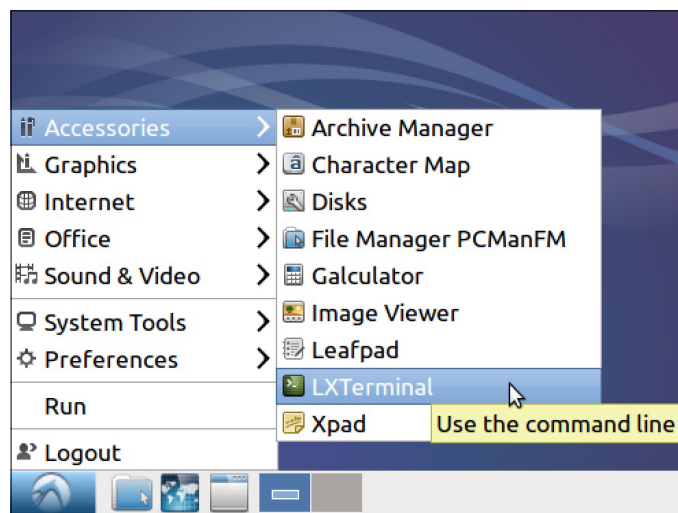 Accessories
Graphics
Internet
Office
Sound & Video
System Tools
Preferences
Run
Logout
Archive Manager
Character Map
Disks
File Manager PCManFM
Galculator
Image Viewer
Leafpad
LXTerminal
Xpad
Use the command line